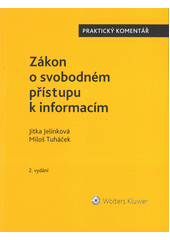 PRAKTICKÝ KOMENTÁŘ
Zákon
o svobodném
přístupu
k informacím
Jitka Jelínková
Miloš Tuháček
2. vydání
Wolters Kluwer